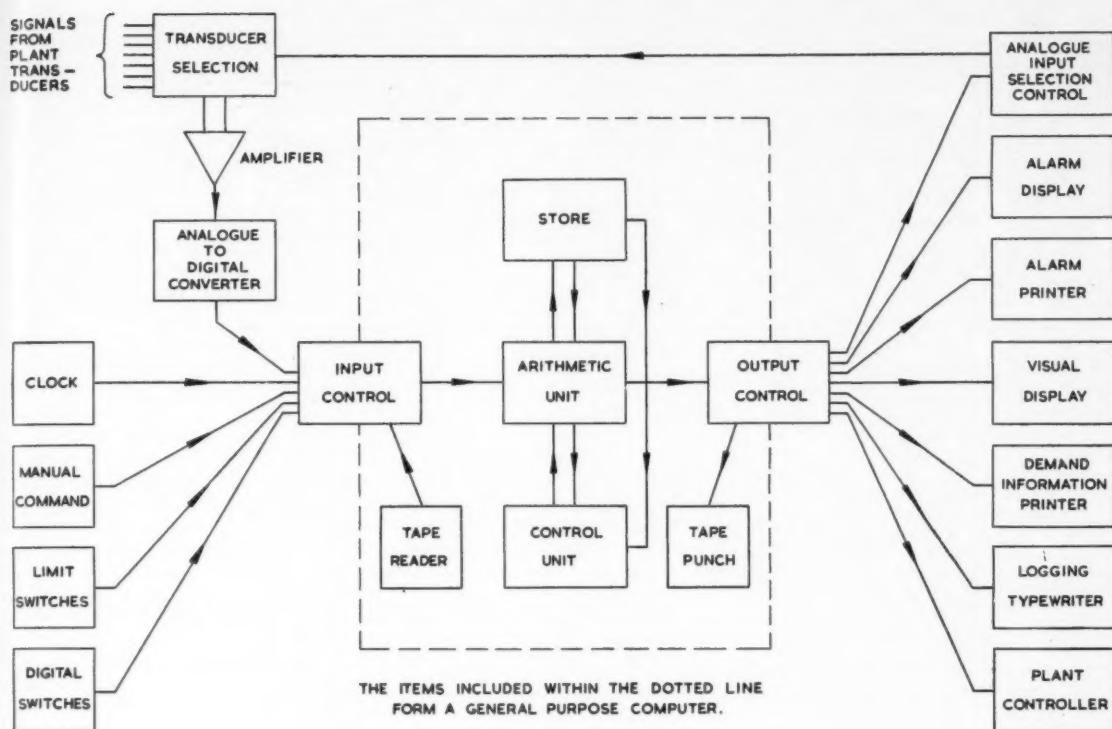 SIGNALS
FROM
PLANT
TRANS –
DUCERS
TRANSDUCER
SELECTION
ANALOGUE
INPUT
SELECTION
CONTROL
AMPLIFIER
ALARM
DISPLAY
STORE
ANALOGUE
TO
DIGITAL
CONVERTER
ALARM
PRINTER
CLOCK
INPUT
CONTROL
ARITHMETIC
UNIT
OUTPUT
CONTROL
VISUAL
DISPLAY
MANUAL
COMMAND
DEMAND
INFORMATION
PRINTER
TAPE
READER
CONTROL
UNIT
TAPE
PUNCH
LIMIT
SWITCHES
LOGGING
TYPEWRITER
DIGITAL
SWITCHES
PLANT
CONTROLLER
THE ITEMS INCLUDED WITHIN THE DOTTED LINE
FORM A GENERAL PURPOSE COMPUTER.